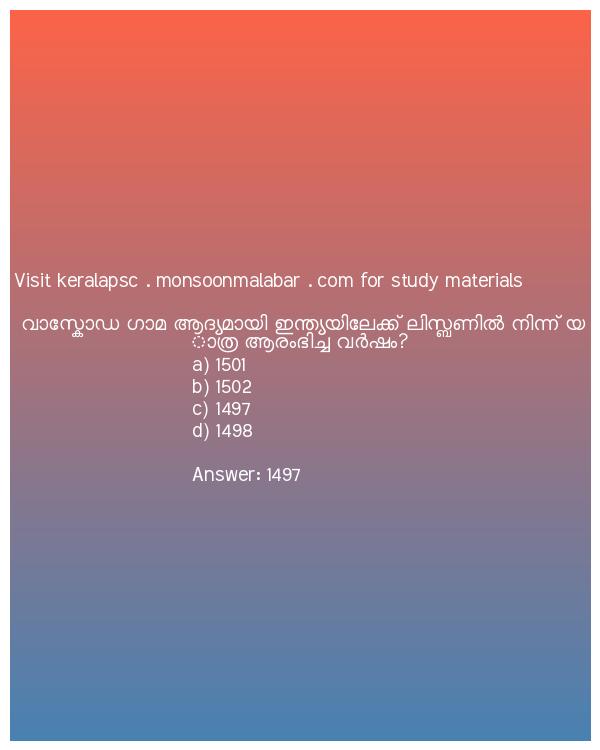 Visit keralapsc . monsoonmalabar . com for study materials
വാസ്കോഡ ഗാമ ആദ്യമായി ഇന്ത്യയിലേക്ക് ലിസ്ബണിൽ നിന്ന് യ
ാത്ര ആരംഭിച്ച വർഷം?
a) 1501
b) 1502
c) 1497
d) 1498
Answer: 1497